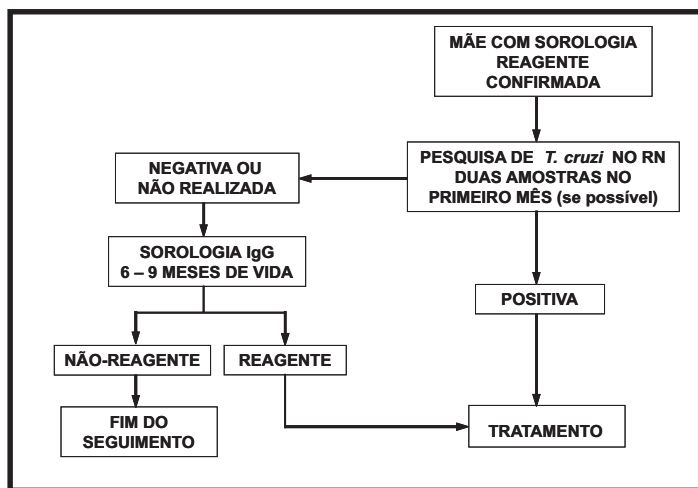 MÃE COM SOROLOGIA
REAGENTE
CONFIRMADA
PESQUISA DE T. cruzi NO RN
DUAS AMOSTRAS NO
PRIMEIRO MÊS (se possível)
NEGATIVA OU
NÃO REALIZADA
SOROLOGIA IgG
6 – 9 MESES DE VIDA
POSITIVA
NÃO-REAGENTE
REAGENTE
FIM DO
SEGUIMENTO
TRATAMENTO